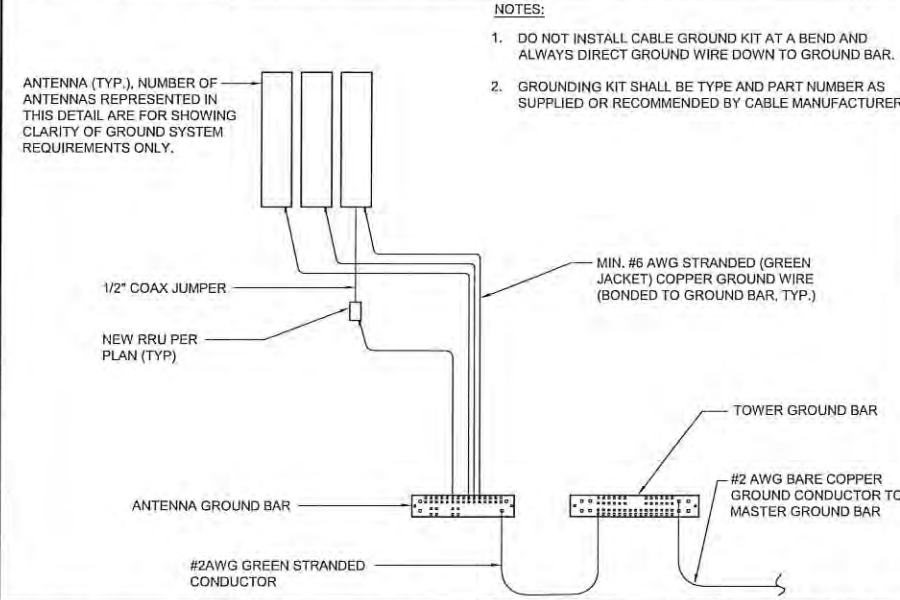 NOTES:
1. DO NOT INSTALL CABLE GROUND KIT AT A BEND AND
ALWAYS DIRECT GROUND WIRE DOWN TO GROUND BAR.
2. GROUNDING KIT SHALL BE TYPE AND PART NUMBER AS
SUPPLIED OR RECOMMENDED BY CABLE MANUFACTURER
ANTENNA (TYP.), NUMBER OF
ANTENNAS REPRESENTED IN
THIS DETAIL ARE FOR SHOWING
CLARITY OF GROUND SYSTEM
REQUIREMENTS ONLY.
MIN. #6 AWG STRANDED (GREEN
JACKET) COPPER GROUND WIRE
(BONDED TO GROUND BAR, TYP.)
1/2" COAX JUMPER
NEW RRU PER
PLAN (TYP)
TOWER GROUND BAR
#2 AWG BARE COPPER
GROUND CONDUCTOR TO
MASTER GROUND BAR
ANTENNA GROUND BAR
#2AWG GREEN STRANDED
CONDUCTOR